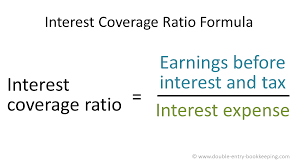 Interest Coverage Ratio Formula
Interest
coverage ratio
=
Earnings before
interest and tax
Interest expense
© www.double-entry-bookkeeping.com